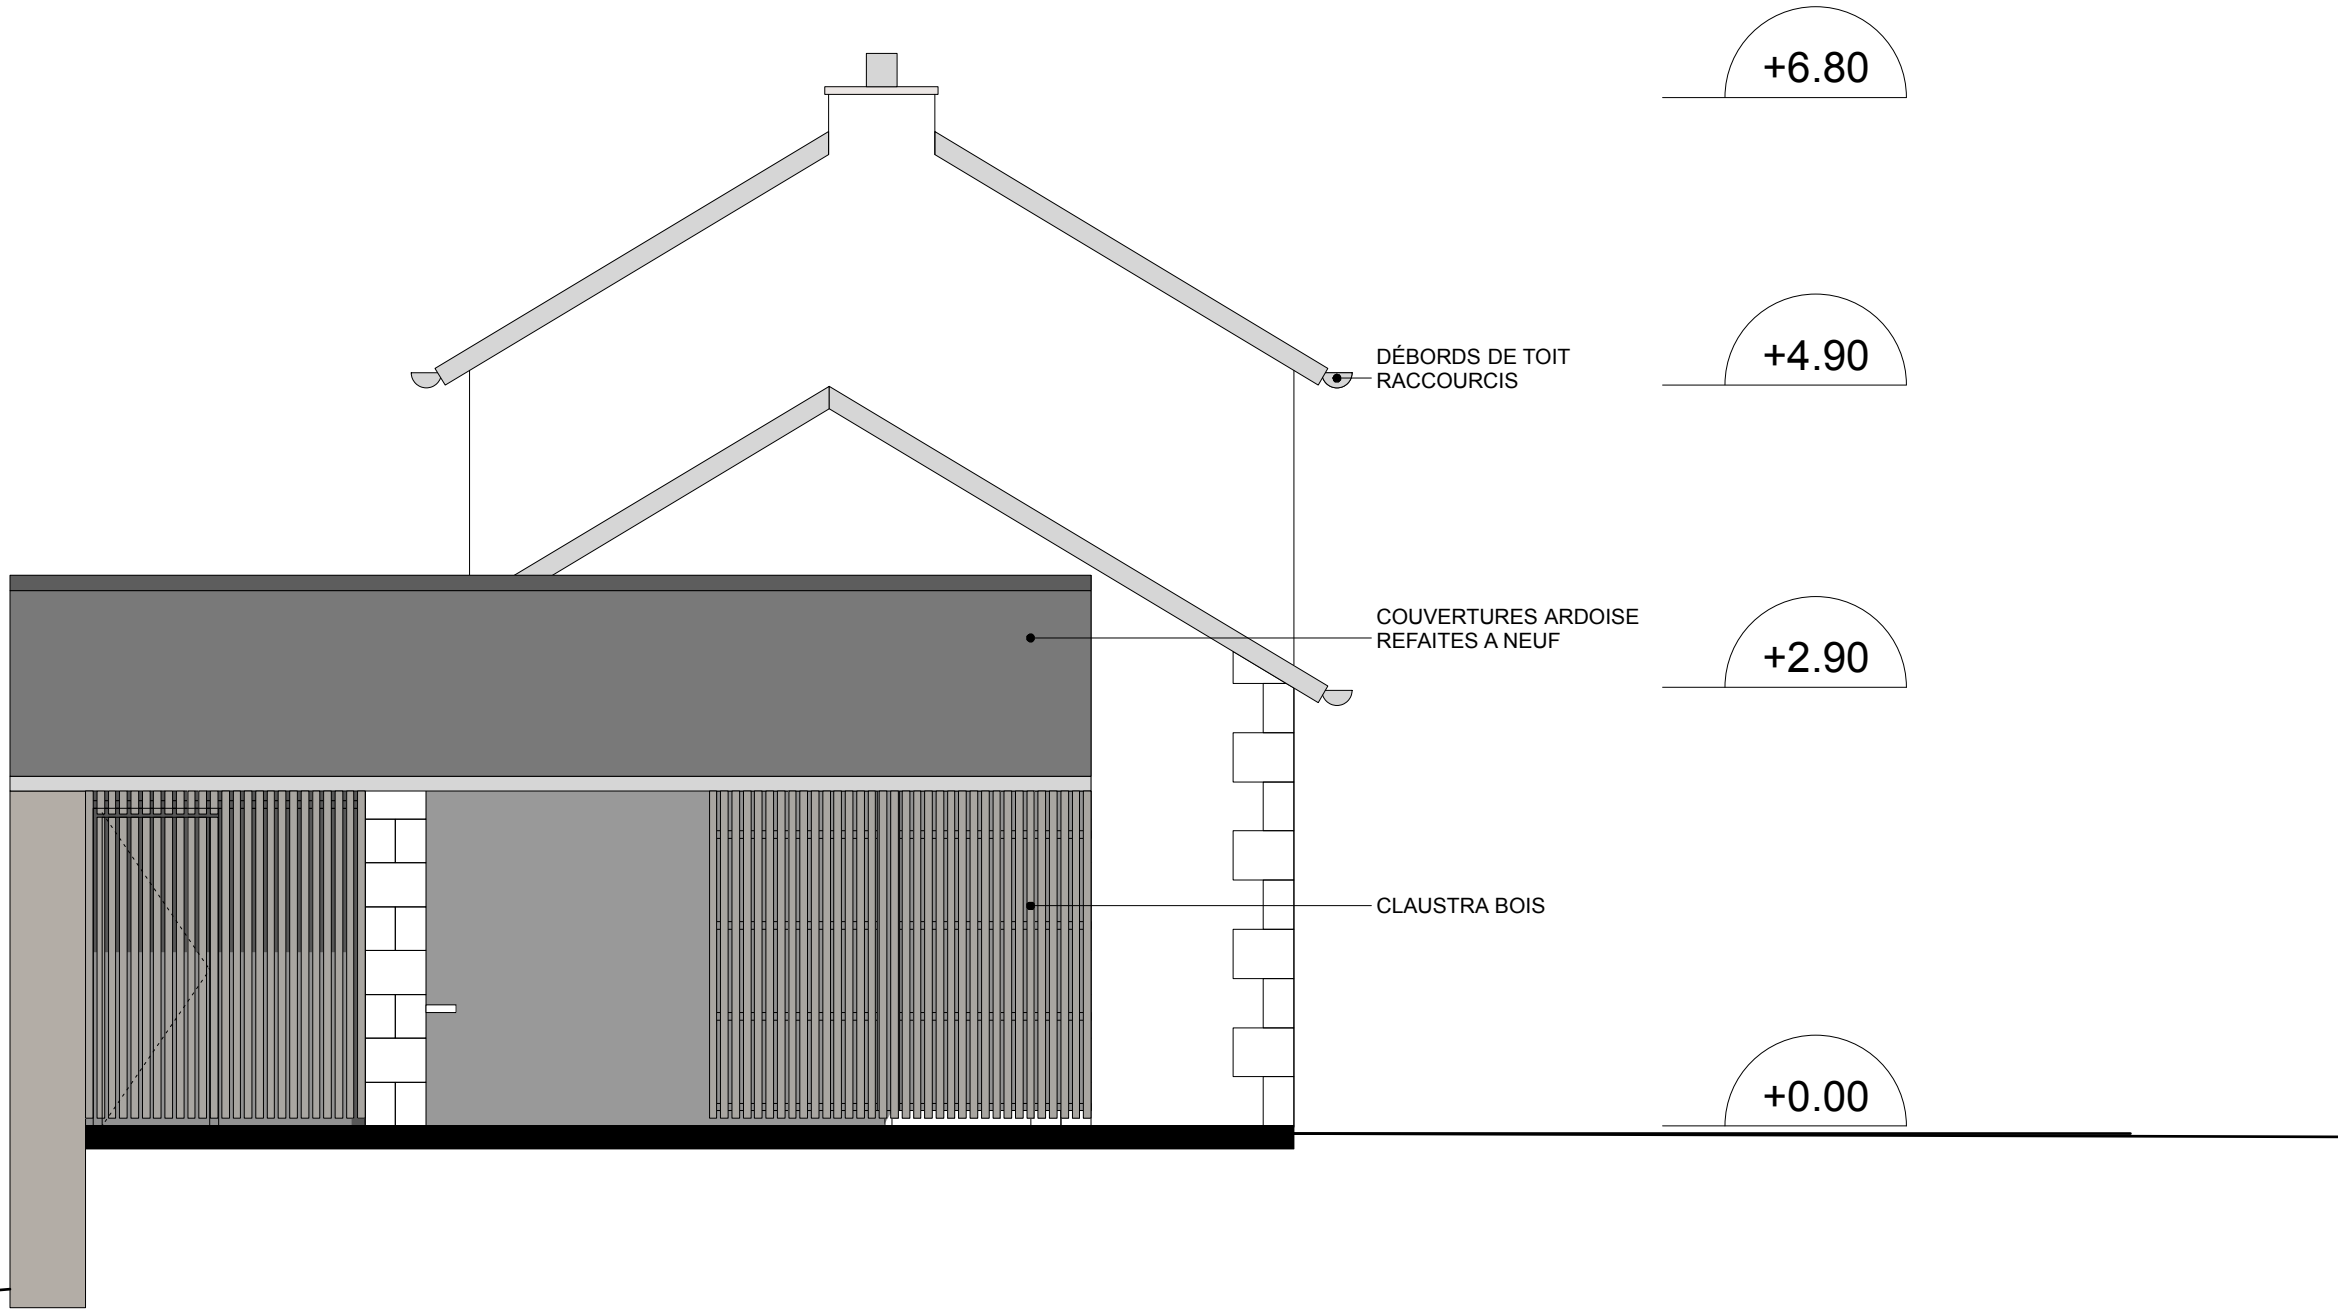 +6.80
DÉBORDS DE TOIT
RACCOURCIS
+4.90
COUVERTURES ARDOISE
REFAITES A NEUF
+2.90
CLAUSTRA BOIS
+0.00